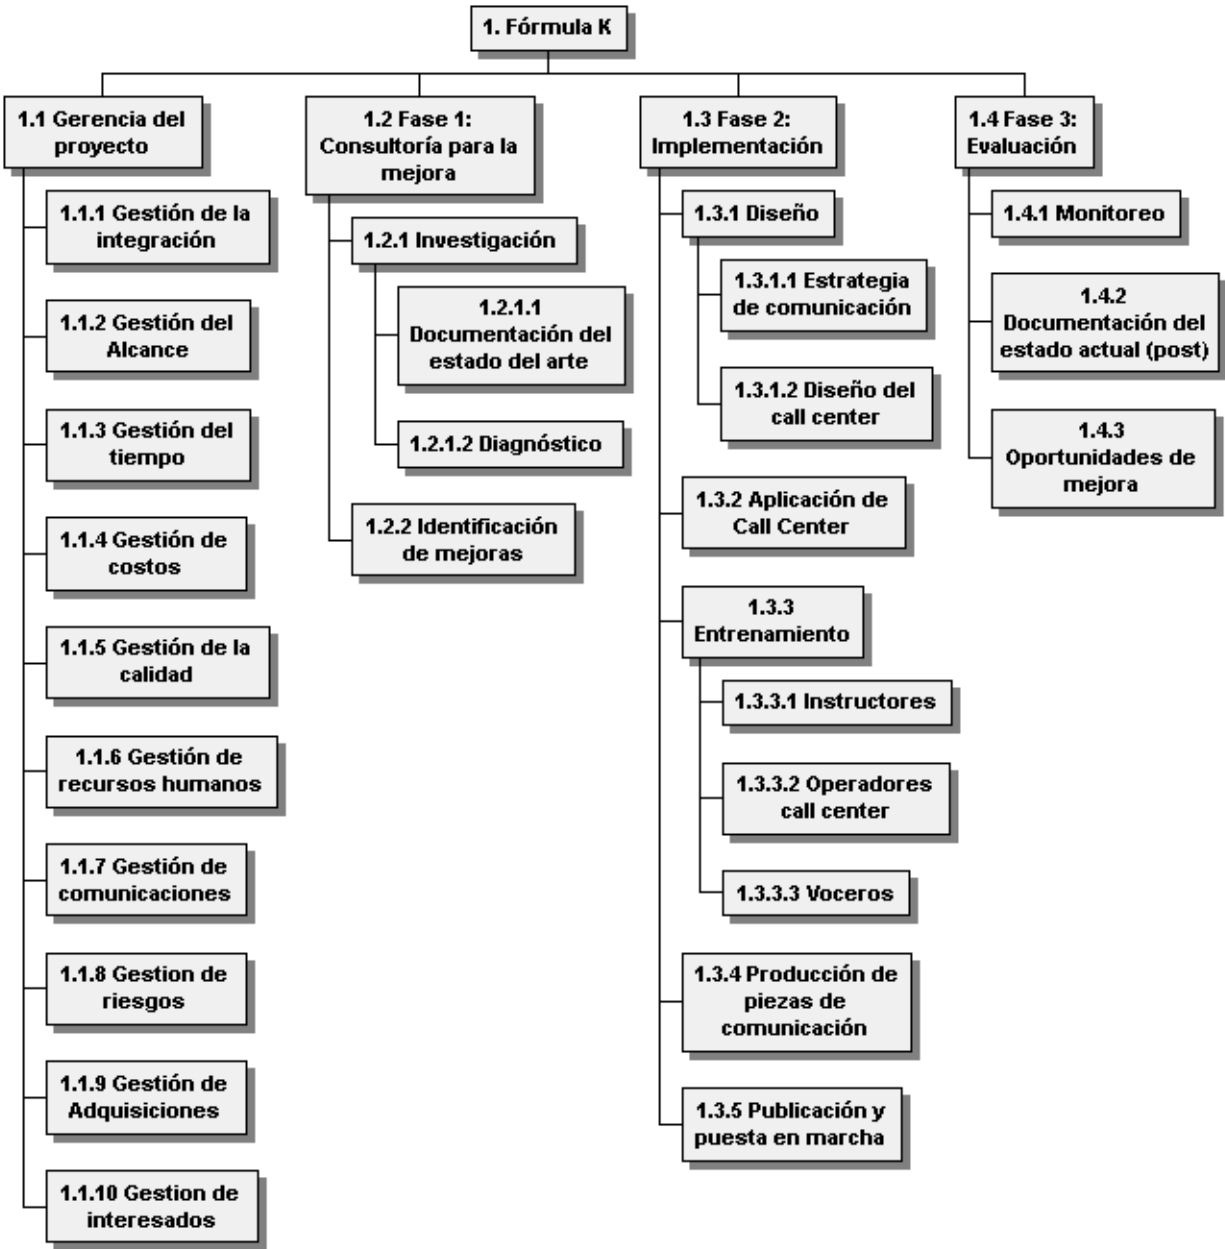 1. Fórmula K
1.1 Gerencia del
proyecto
1.1.1 Gestión de la
integración
1.1.2 Gestión del
Alcance
1.1.3 Gestión del
tiempo
1.1.4 Gestión de
costos
1.1.5 Gestión de la
calidad
1.1.6 Gestión de
recursos humanos
1.1.7 Gestión de
comunicaciones
1.1.8 Gestion de
riesgos
1.1.9 Gestión de
Adquisiciones
1.1.10 Gestion de
interesados
1.2 Fase 1:
Consultoría para la
mejora
1.2.1 Investigación
1.2.1.1
Documentación del
estado del arte
1.2.1.2 Diagnóstico
1.2.2 Identificación
de mejoras
1.3 Fase 2:
Implementación
1.3.1 Diseño
1.3.1.1 Estrategia
de comunicación
1.3.1.2 Diseño del
call center
1.3.2 Aplicación de
Call Center
1.3.3
Entrenamiento
1.3.3.1 Instructores
1.3.3.2 Operadores
call center
1.3.3.3 Voceros
1.3.4 Producción de
piezas de
comunicación
1.3.5 Publicación y
puesta en marcha
1.4 Fase 3:
Evaluación
1.4.1 Monitoreo
1.4.2
Documentación del
estado actual (post)
1.4.3
Oportunidades de
mejora